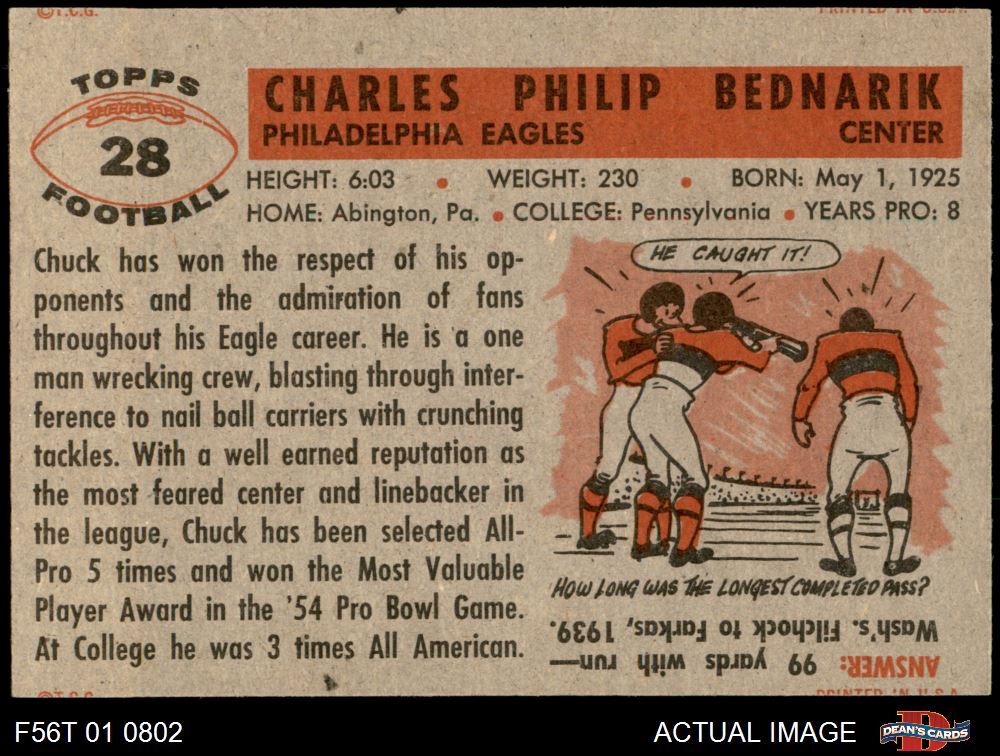 ©T.C.G.
PRINTED IN U.S.A.
TOPPS
28
FOOTBALL
CHARLES PHILIP BEDNARIK
PHILADELPHIA EAGLES CENTER
HEIGHT: 6:03 • WEIGHT: 230 • BORN: May 1, 1925
HOME: Abington, Pa. • COLLEGE: Pennsylvania • YEARS PRO: 8
Chuck has won the respect of his op-
ponents and the admiration of fans
throughout his Eagle career. He is a one
man wrecking crew, blasting through inter-
ference to nail ball carriers with crunching
tackles. With a well earned reputation as
the most feared center and linebacker in
the league, Chuck has been selected All-
Pro 5 times and won the Most Valuable
Player Award in the '54 Pro Bowl Game.
At College he was 3 times All American.
HE CAUGHT IT!
HOW LONG WAS THE LONGEST COMPLETED PASS?
ANSWER: 99 yards with run—
Wash's. Filchock to Farkas, 1939.
©T.C.G.
PRINTED IN U.S.A.
F56T 01 0802
ACTUAL IMAGE
D
DEAN'S CARDS